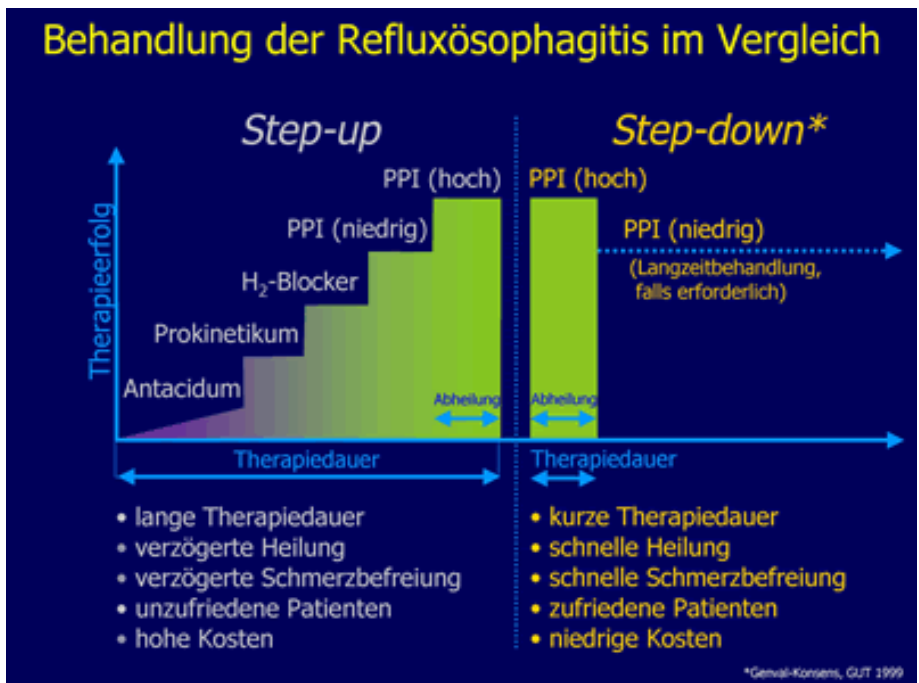 Behandlung der Refluxösophagitis im Vergleich
Step-up
Therapieerfolg
PPI (hoch)
PPI (niedrig)
H₂-Blocker
Prokinetikum
Antacidum
Abheilung
Therapiedauer
• lange Therapiedauer
• verzögerte Heilung
• verzögerte Schmerzbefreiung
• unzufriedene Patienten
• hohe Kosten
Step-down*
PPI (hoch)
PPI (niedrig)
(Langzeitbehandlung,
falls erforderlich)
Abheilung
Therapiedauer
• kurze Therapiedauer
• schnelle Heilung
• schnelle Schmerzbefreiung
• zufriedene Patienten
• niedrige Kosten
*Genval-Konsens, GUT 1999